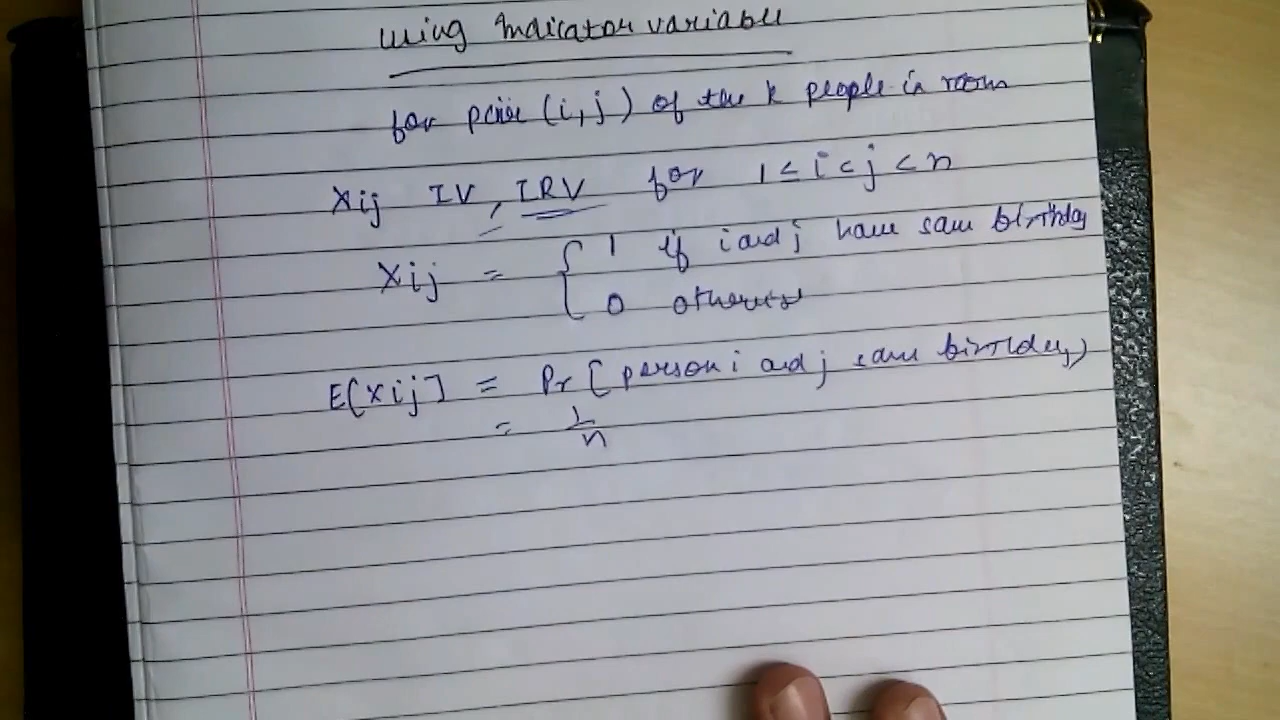 using Indicator variable
for pair (i,j) of the k people in room
Xij IV, IRV for 1 ≤ i < j < n
Xij = { 1 if i and j have same birthday
0 otherwise
E[Xij] = Pr[person i and j same birthday)
= 1/n